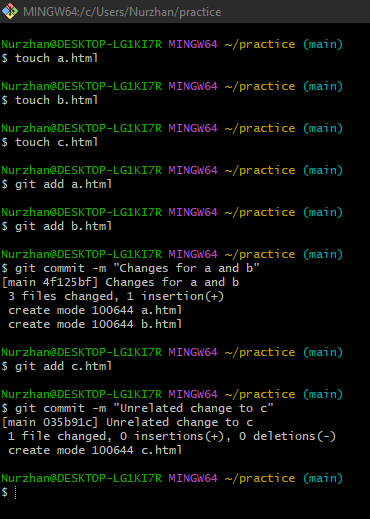 MINGW64:/c/Users/Nurzhan/practice
Nurzhan@DESKTOP-LG1KI7R MINGW64 ~/practice (main)
$ touch a.html
Nurzhan@DESKTOP-LG1KI7R MINGW64 ~/practice (main)
$ touch b.html
Nurzhan@DESKTOP-LG1KI7R MINGW64 ~/practice (main)
$ touch c.html
Nurzhan@DESKTOP-LG1KI7R MINGW64 ~/practice (main)
$ git add a.html
Nurzhan@DESKTOP-LG1KI7R MINGW64 ~/practice (main)
$ git add b.html
Nurzhan@DESKTOP-LG1KI7R MINGW64 ~/practice (main)
$ git commit -m "Changes for a and b"
[main 4f125bf] Changes for a and b
 3 files changed, 1 insertion(+)
 create mode 100644 a.html
 create mode 100644 b.html
Nurzhan@DESKTOP-LG1KI7R MINGW64 ~/practice (main)
$ git add c.html
Nurzhan@DESKTOP-LG1KI7R MINGW64 ~/practice (main)
$ git commit -m "Unrelated change to c"
[main 035b91c] Unrelated change to c
 1 file changed, 0 insertions(+), 0 deletions(-)
 create mode 100644 c.html
Nurzhan@DESKTOP-LG1KI7R MINGW64 ~/practice (main)
$